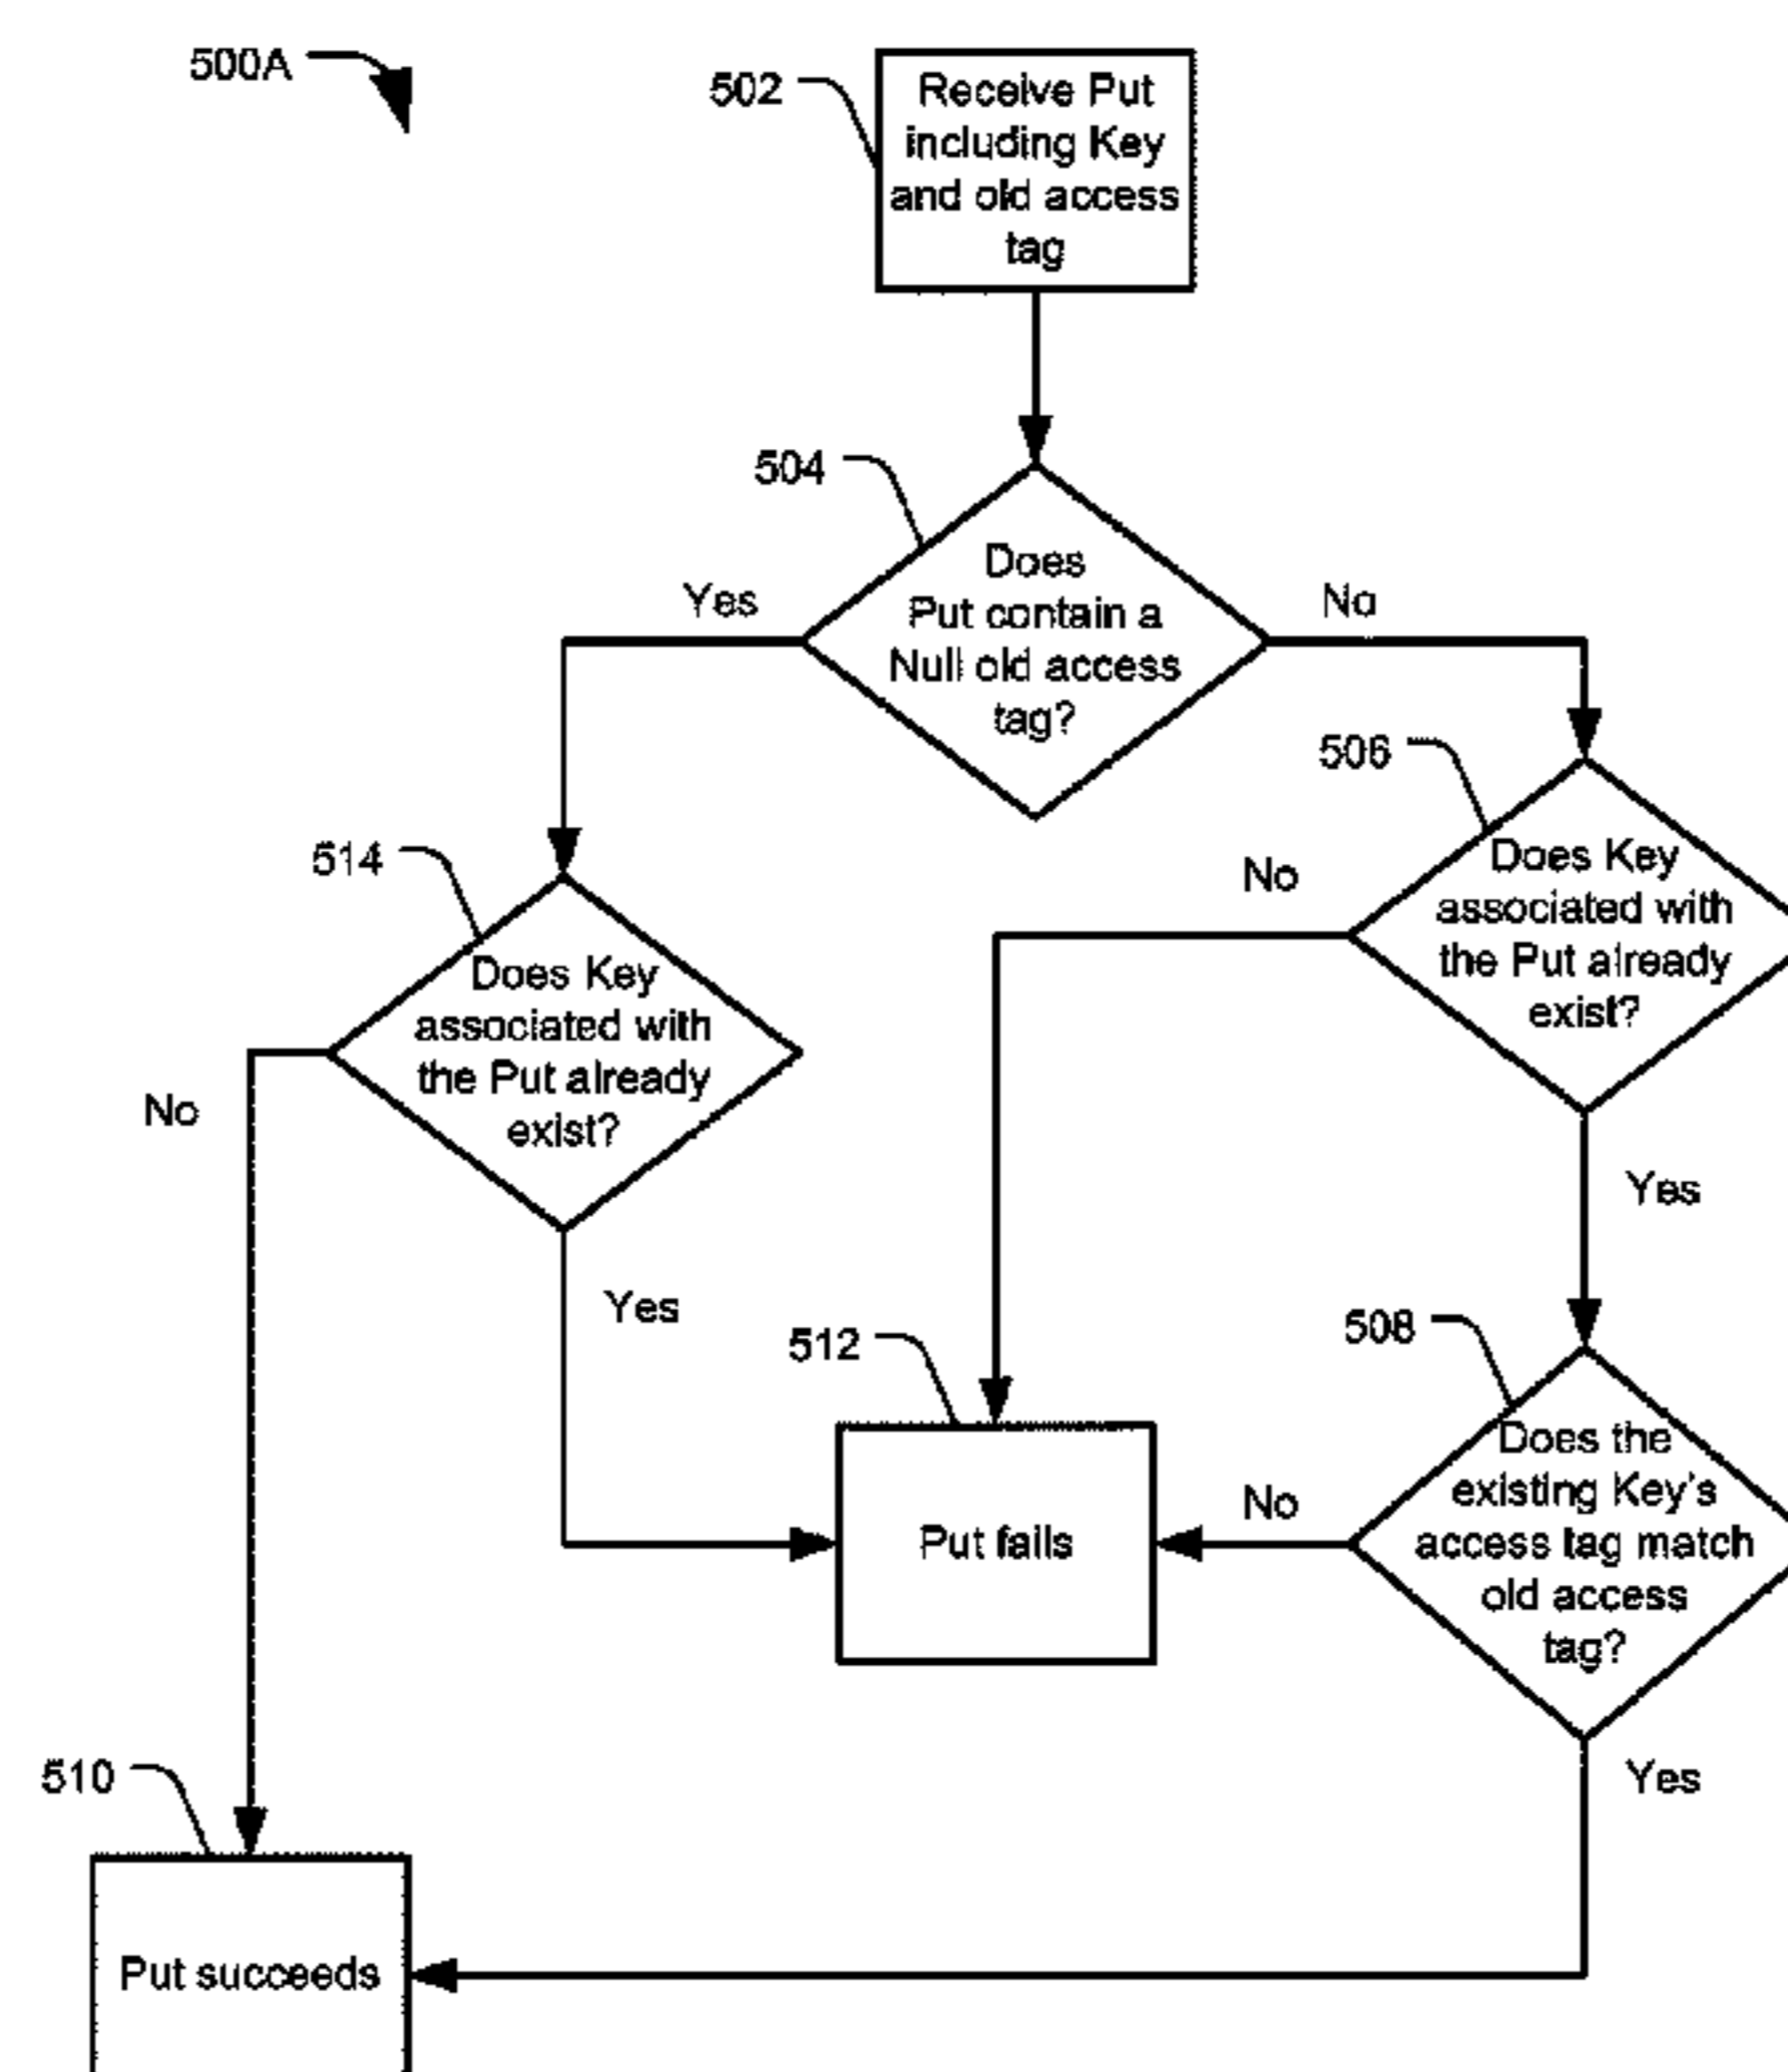 500A
502
Receive Put
including Key
and old access
tag
504
Does
Put contain a
Null old access
tag?
Yes
No
506
Does Key
associated with
the Put already
exist?
No
Yes
514
Does Key
associated with
the Put already
exist?
No
Yes
512
Put fails
508
Does the
existing Key's
access tag match
old access
tag?
No
Yes
510
Put succeeds